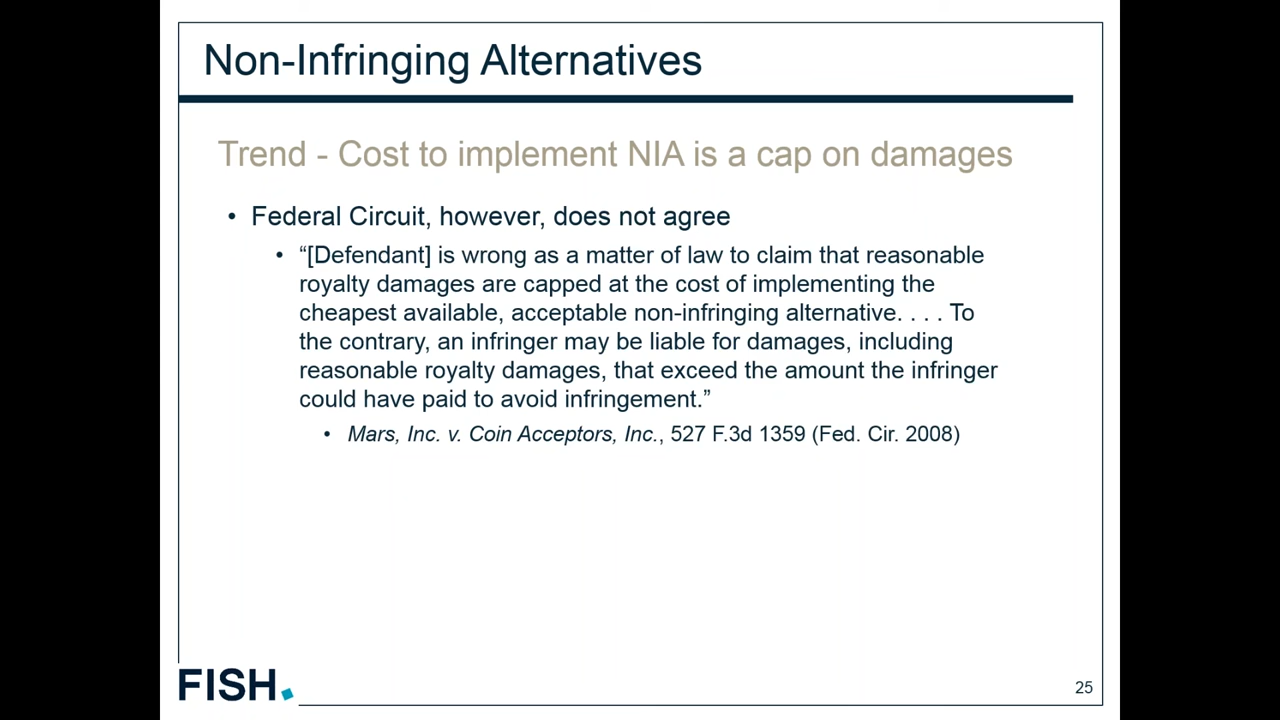 Non-Infringing Alternatives
Trend - Cost to implement NIA is a cap on damages
• Federal Circuit, however, does not agree
• “[Defendant] is wrong as a matter of law to claim that reasonable
royalty damages are capped at the cost of implementing the
cheapest available, acceptable non-infringing alternative. . . . To
the contrary, an infringer may be liable for damages, including
reasonable royalty damages, that exceed the amount the infringer
could have paid to avoid infringement.”
• Mars, Inc. v. Coin Acceptors, Inc., 527 F.3d 1359 (Fed. Cir. 2008)
FISH.
25